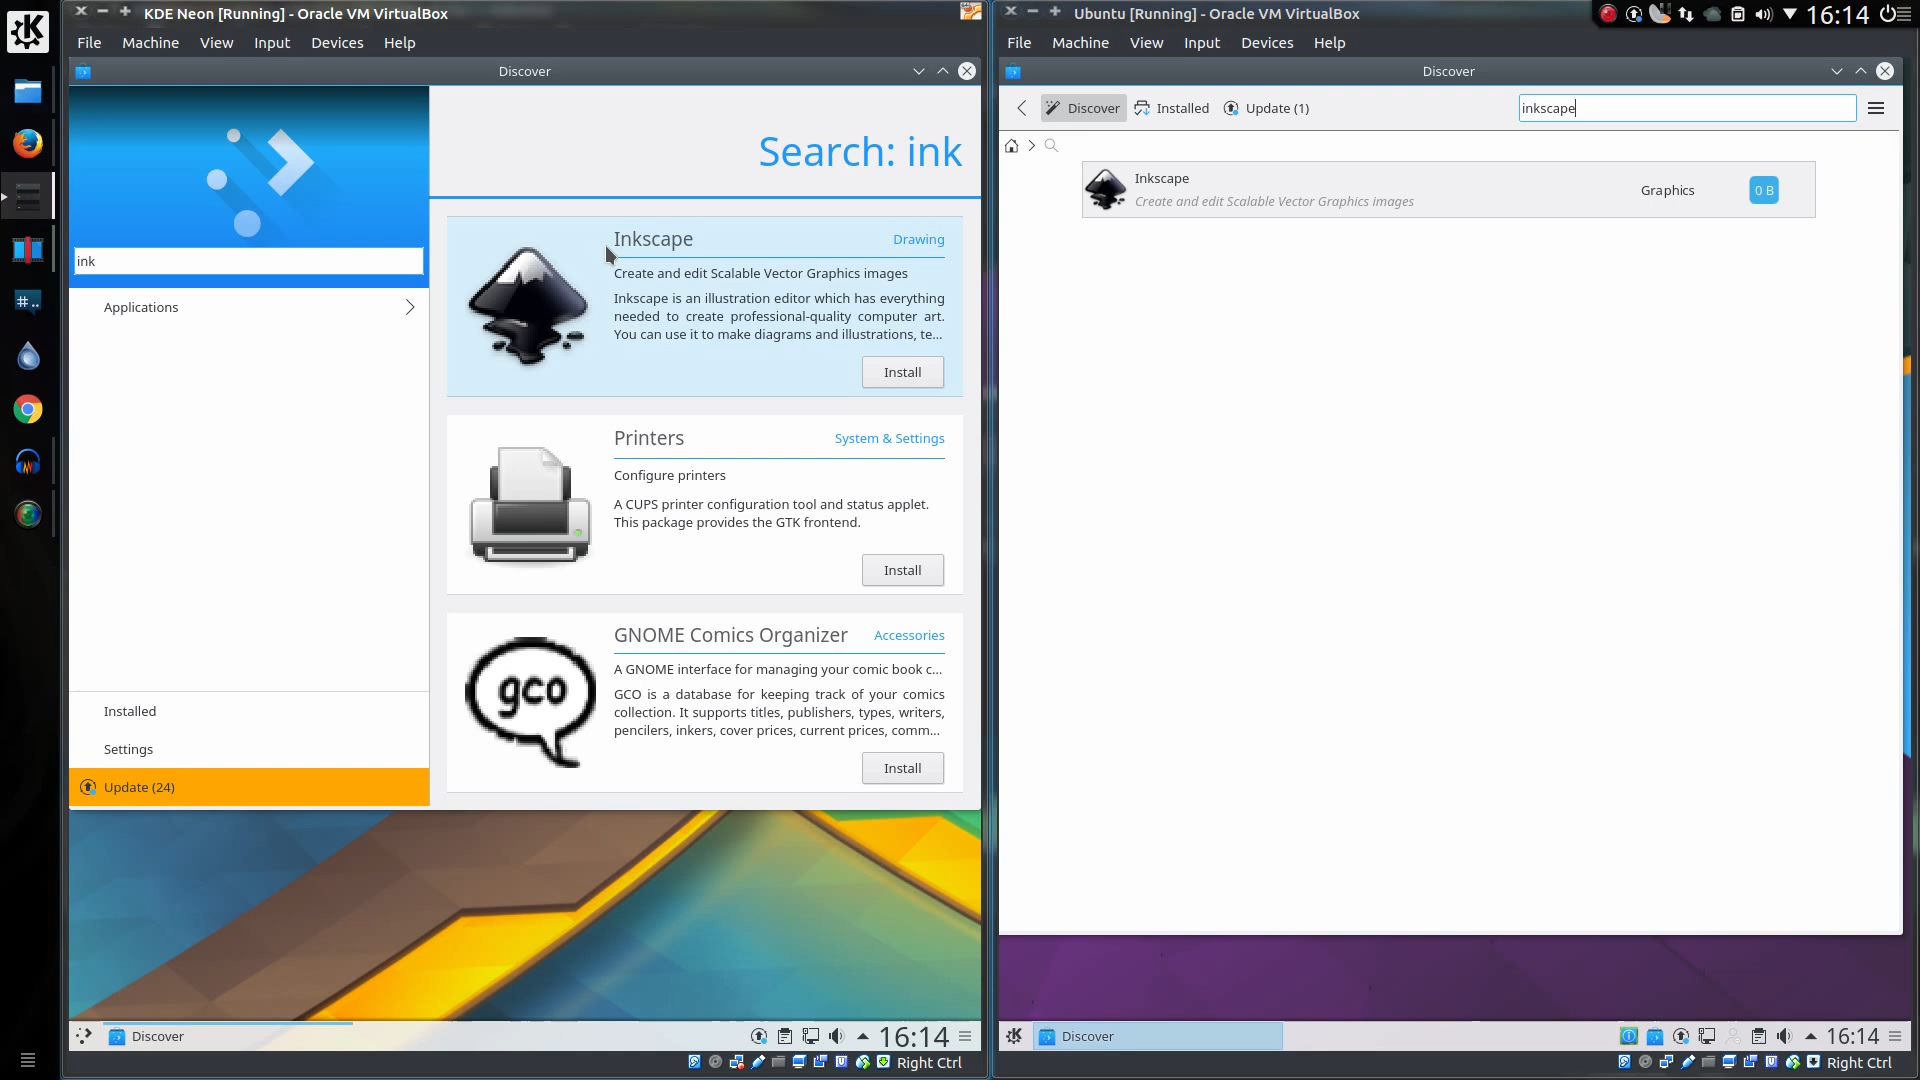 KDE Neon [Running] - Oracle VM VirtualBox
File Machine View Input Devices Help
Discover
ink
Applications
Installed
Settings
Update (24)
Search: ink
Inkscape
Drawing
Create and edit Scalable Vector Graphics images
Inkscape is an illustration editor which has everything
needed to create professional-quality computer art.
You can use it to make diagrams and illustrations, te...
Install
Printers
System & Settings
Configure printers
A CUPS printer configuration tool and status applet.
This package provides the GTK frontend.
Install
gco
GNOME Comics Organizer
Accessories
A GNOME interface for managing your comic book c...
GCO is a database for keeping track of your comics
collection. It supports titles, publishers, types, writers,
pencilers, inkers, cover prices, current prices, comm...
Install
Discover
16:14
Right Ctrl
Ubuntu [Running] - Oracle VM VirtualBox
16:14
File Machine View Input Devices Help
Discover
Discover Installed Update (1)
inkscape
Inkscape
Create and edit Scalable Vector Graphics images
Graphics
0 B
Discover
16:14
Right Ctrl